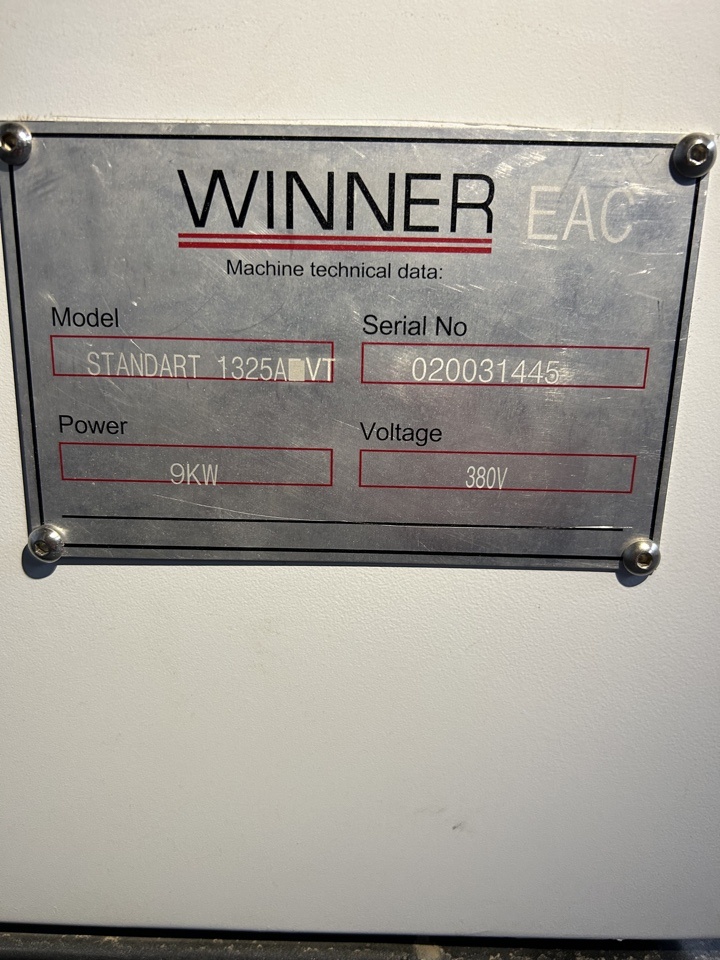 WINNER EAC
Machine technical data:
Model Serial No
STANDART 1325A■VT 020031445
Power Voltage
9KW 380V